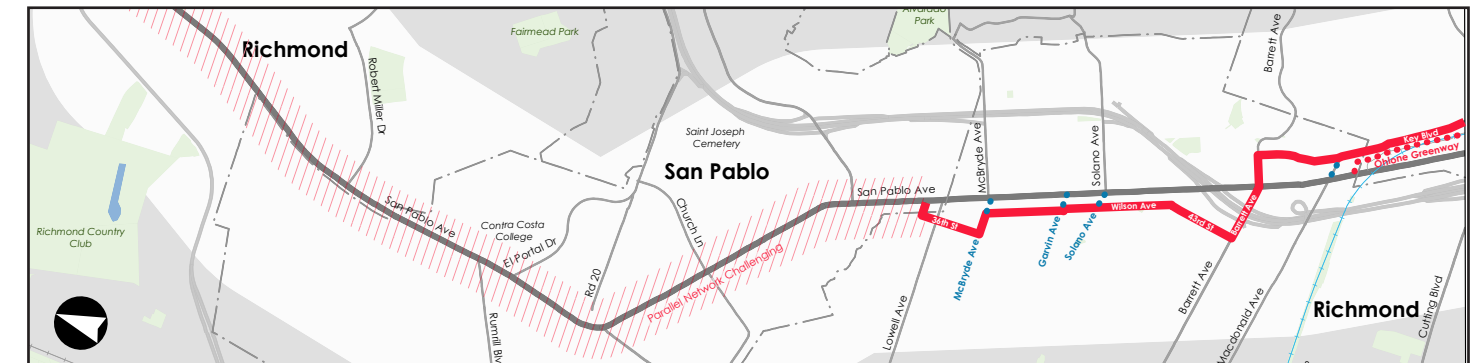 Alvarado
Park
Fairmead Park
Richmond
Barrett Ave
Robert Miller Dr
Saint Joseph
Cemetery
San Pablo
McBryde Ave
Solano Ave
Key Blvd
Ohlone Greenway
San Pablo Ave
San Pablo Ave
36th St
Wilson Ave
43rd St
Barrett Ave
Church Ln
Contra Costa
College
El Portal Dr
Richmond Country
Club
McBryde Ave
Garvin Ave
Solano Ave
Rd 20
Parallel Network Challenging
Barrett Ave
Macdonald Ave
Richmond
Cutting Blvd
Lowell Ave